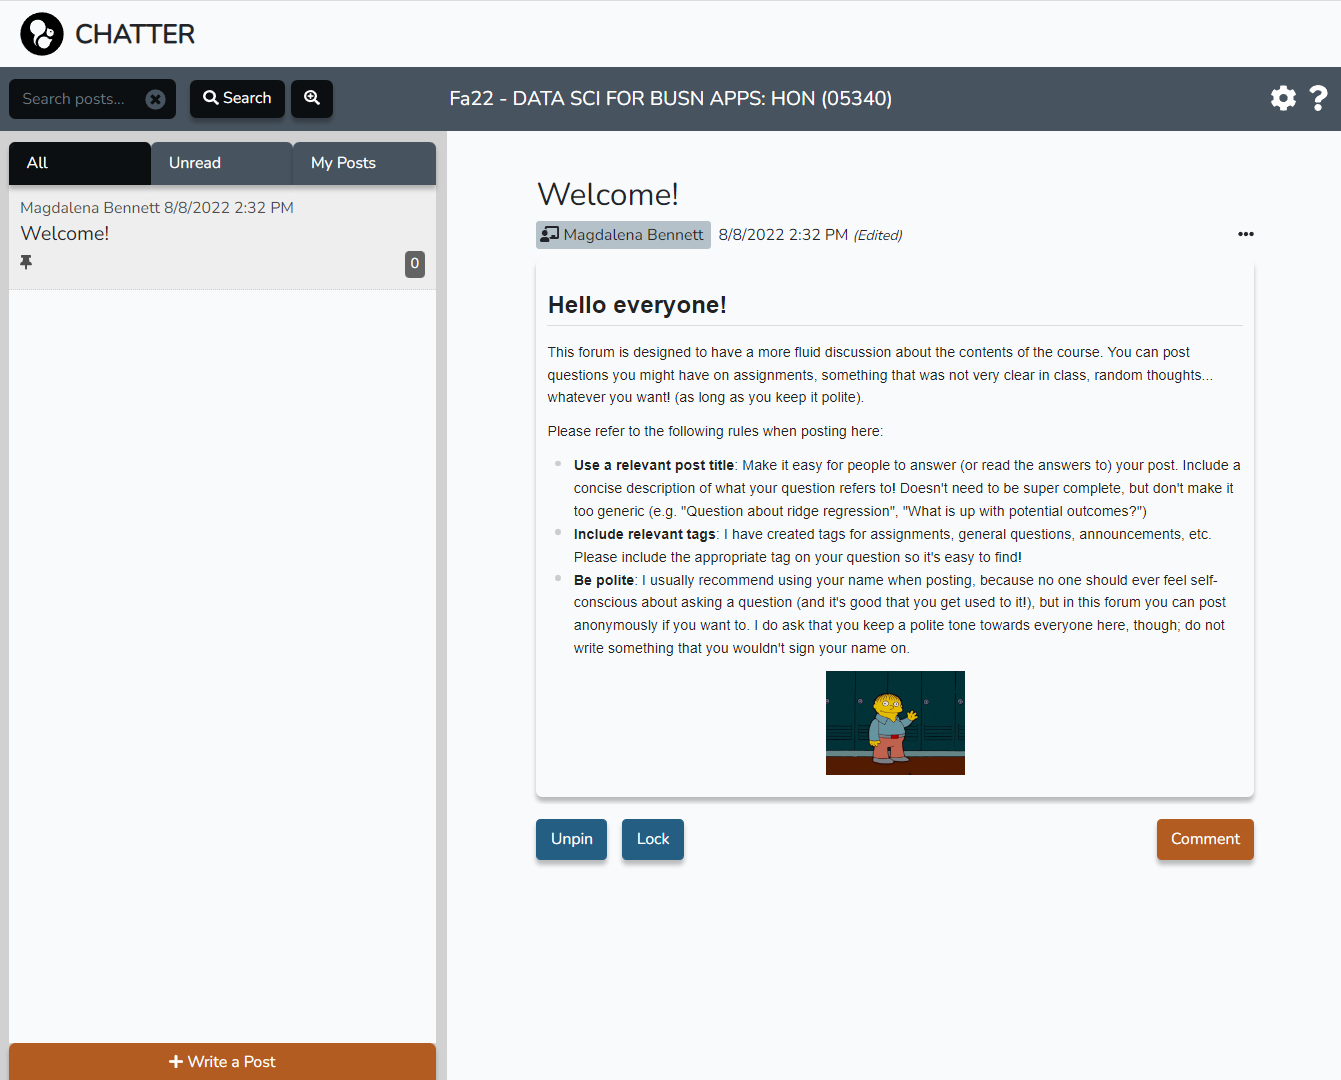 CHATTER
Search posts...
Search
Fa22 - DATA SCI FOR BUSN APPS: HON (05340)
All
Unread
My Posts
Magdalena Bennett 8/8/2022 2:32 PM
Welcome!
0
Write a Post
Welcome!
Magdalena Bennett 8/8/2022 2:32 PM (Edited)
Hello everyone!
This forum is designed to have a more fluid discussion about the contents of the course. You can post
questions you might have on assignments, something that was not very clear in class, random thoughts...
whatever you want! (as long as you keep it polite).
Please refer to the following rules when posting here:
Use a relevant post title: Make it easy for people to answer (or read the answers to) your post. Include a
concise description of what your question refers to! Doesn't need to be super complete, but don't make it
too generic (e.g. "Question about ridge regression", "What is up with potential outcomes?")
Include relevant tags: I have created tags for assignments, general questions, announcements, etc.
Please include the appropriate tag on your question so it's easy to find!
Be polite: I usually recommend using your name when posting, because no one should ever feel self-
conscious about asking a question (and it's good that you get used to it!), but in this forum you can post
anonymously if you want to. I do ask that you keep a polite tone towards everyone here, though; do not
write something that you wouldn't sign your name on.
Unpin
Lock
Comment